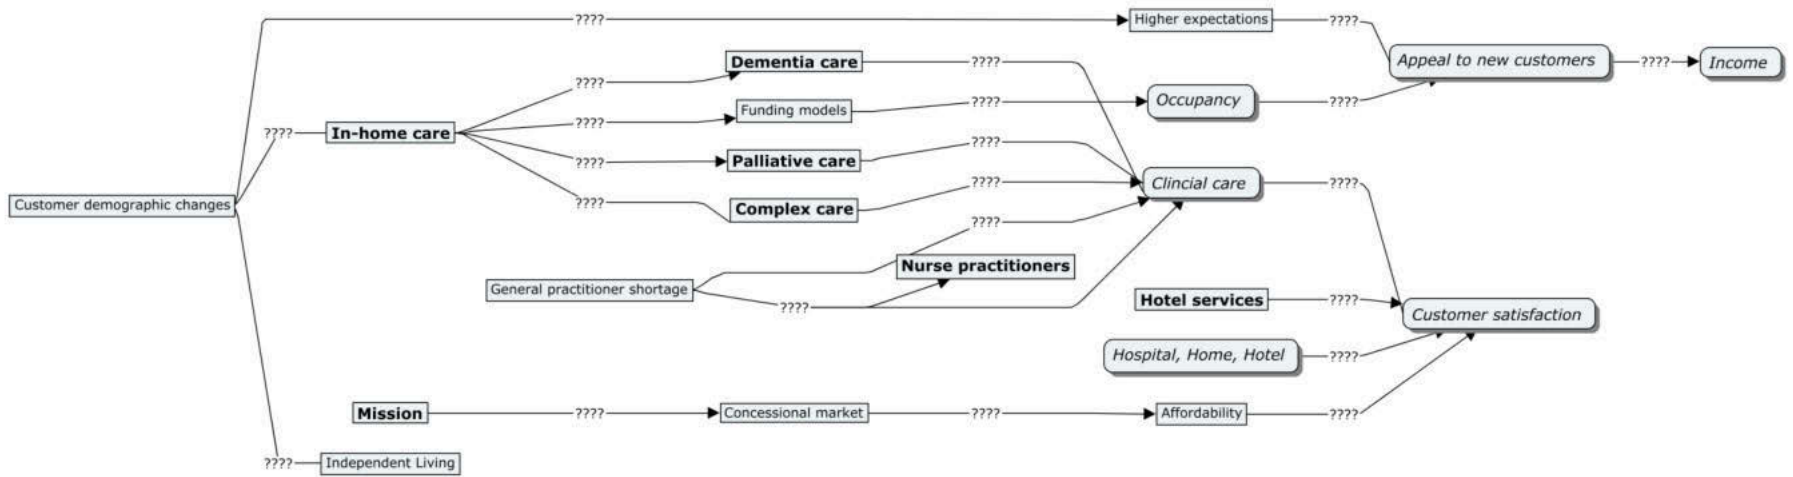 ???? Higher expectations ????
Dementia care ???? Appeal to new customers ???? Income
???? Funding models ???? Occupancy ????
???? In-home care ????
???? Palliative care ????
Customer demographic changes ???? Complex care ???? Clincial care ????
????
General practitioner shortage Nurse practitioners
???? Hotel services ???? Customer satisfaction
Hospital, Home, Hotel ????
Mission ???? Concessional market ???? Affordability ????
???? Independent Living